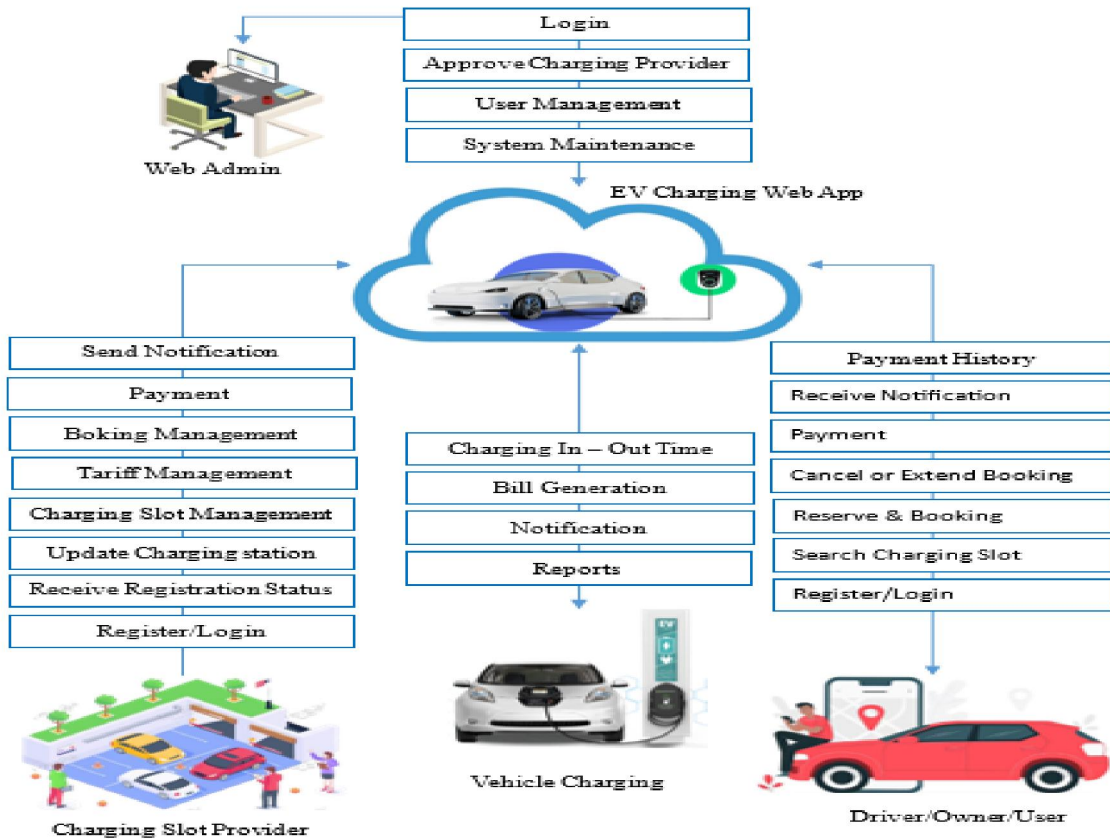 Login
Approve Charging Provider
User Management
System Maintenance
Web Admin
EV Charging Web App
Send Notification
Payment
Boking Management
Tariff Management
Charging Slot Management
Update Charging station
Receive Registration Status
Register/Login
Charging Slot Provider
Charging In – Out Time
Bill Generation
Notification
Reports
EV
Vehicle Charging
Payment History
Receive Notification
Payment
Cancel or Extend Booking
Reserve & Booking
Search Charging Slot
Register/Login
Driver/Owner/User